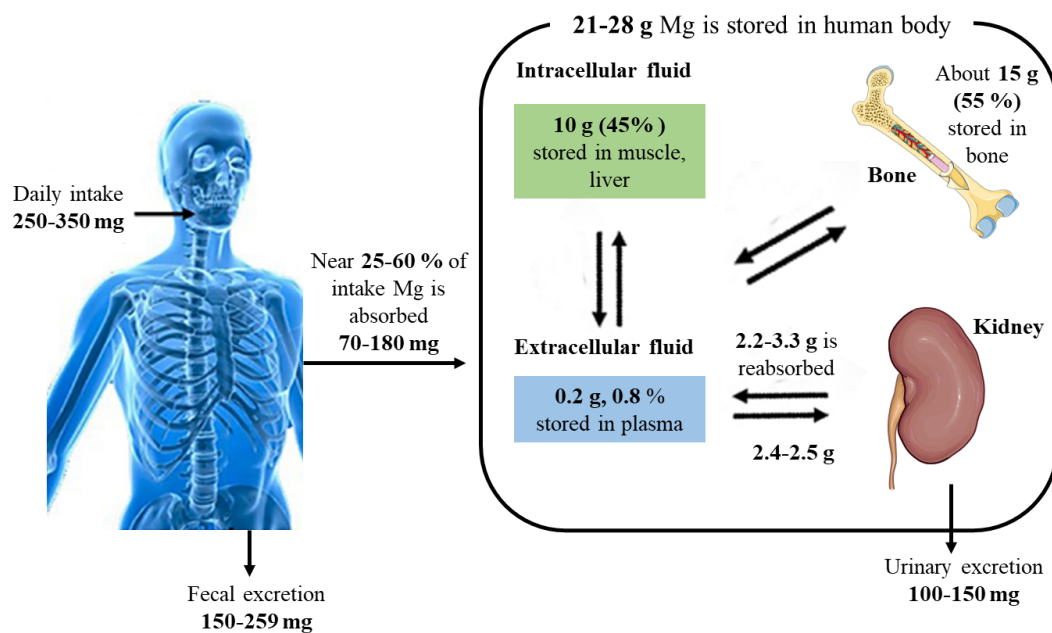 21-28 g Mg is stored in human body
Daily intake
250-350 mg
Near 25-60 % of
intake Mg is
absorbed
70-180 mg
Fecal excretion
150-259 mg
Intracellular fluid
10 g (45%)
stored in muscle,
liver
Extracellular fluid
0.2 g, 0.8 %
stored in plasma
About 15 g
(55 %)
stored in
bone
Bone
2.2-3.3 g is
reabsorbed
2.4-2.5 g
Kidney
Urinary excretion
100-150 mg